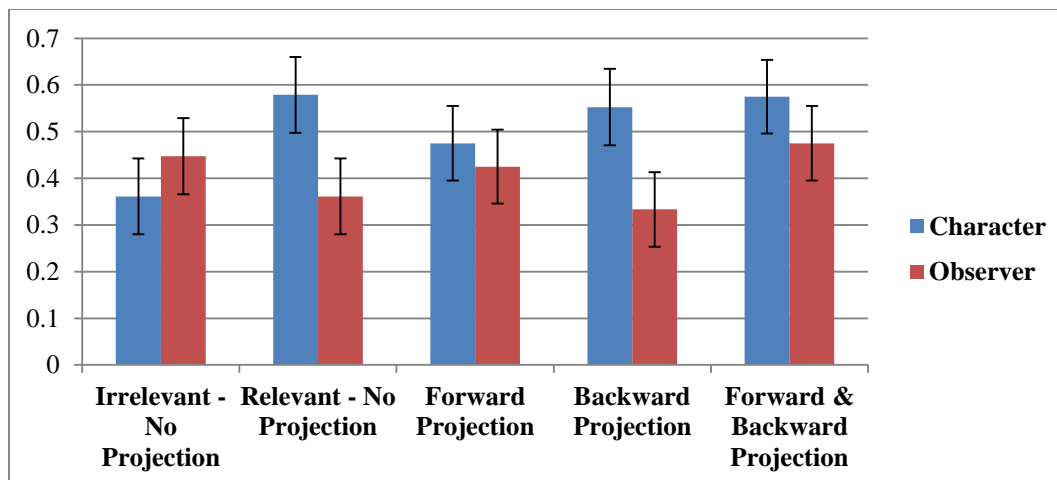 0.7
0.6
0.5
0.4
0.3
0.2
0.1
0
Irrelevant -
No
Projection
Relevant - No
Projection
Forward
Projection
Backward
Projection
Forward &
Backward
Projection
Character
Observer